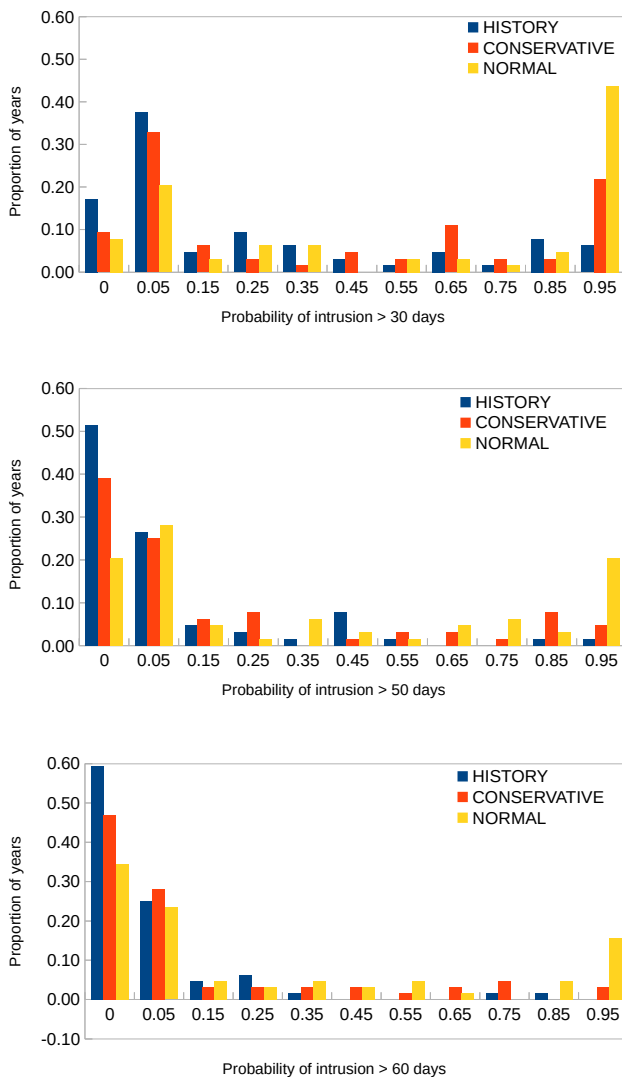 0.60
HISTORY
CONSERVATIVE
NORMAL
0.50
0.40
0.30
0.20
0.10
0.00
Proportion of years
0 0.05 0.15 0.25 0.35 0.45 0.55 0.65 0.75 0.85 0.95
Probability of intrusion > 30 days
0.60
HISTORY
CONSERVATIVE
NORMAL
0.50
0.40
0.30
0.20
0.10
0.00
Proportion of years
0 0.05 0.15 0.25 0.35 0.45 0.55 0.65 0.75 0.85 0.95
Probability of intrusion > 50 days
0.60
HISTORY
CONSERVATIVE
NORMAL
0.50
0.40
0.30
0.20
0.10
0.00
-0.10
Proportion of years
0 0.05 0.15 0.25 0.35 0.45 0.55 0.65 0.75 0.85 0.95
Probability of intrusion > 60 days